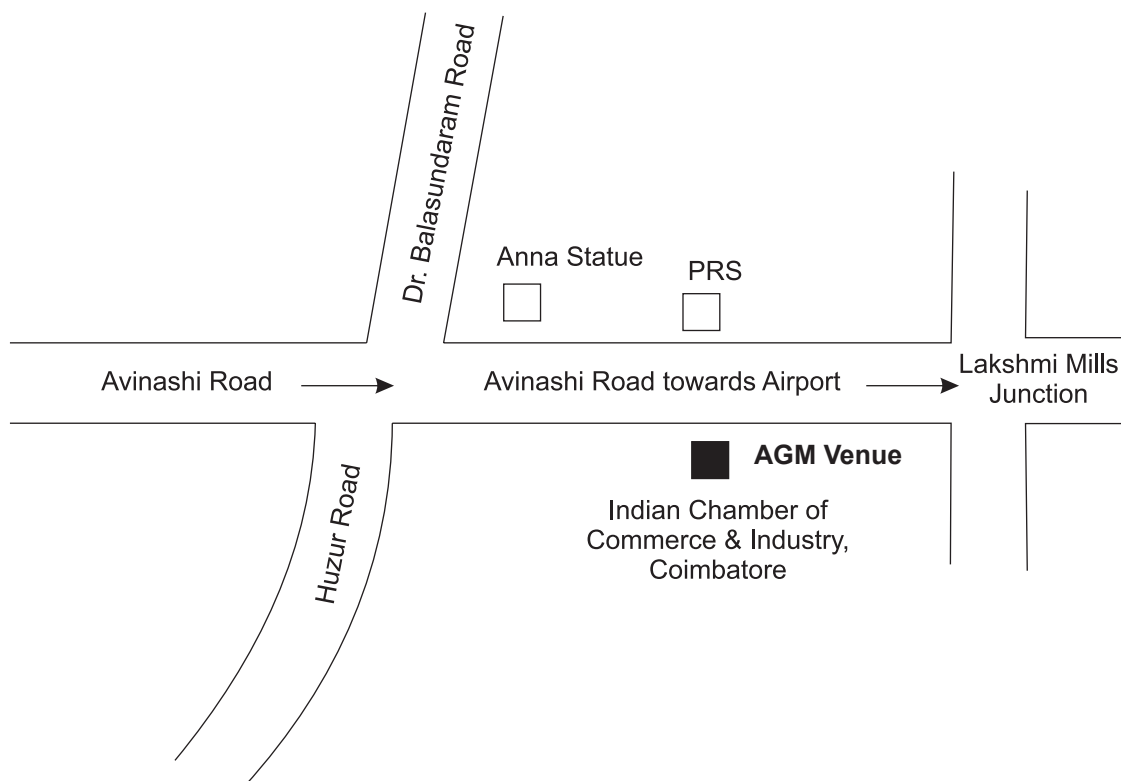 Dr. Balasundaram Road
Anna Statue
PRS
Avinashi Road
Avinashi Road towards Airport
Lakshmi Mills
Junction
Huzur Road
AGM Venue
Indian Chamber of
Commerce & Industry,
Coimbatore